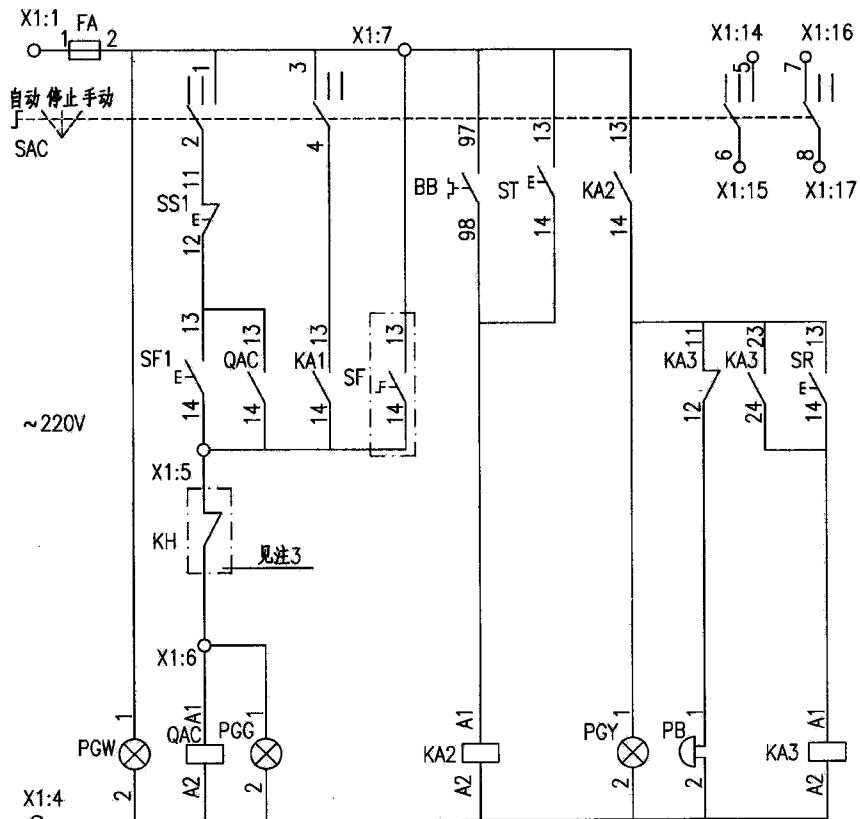 X1:1 FA X1:7 X1:14 X1:16
1 2
1 3 5 7
自动 停止 手动
SAC
2 4 97 13 13 6 8
X1:15 X1:17
11
SS1 BB ST KA2
12 98 14 14
13 13 13 13 11 23 13
SF1 QAC KA1 SF KA3 KA3 SR
14 14 14 14 12 24 14
~220V
X1:5
KH
见注3
X1:6
1 A1 1 A1 1 1 A1
PGW QAC PGG KA2 PGY PB KA3
2 A2 2 A2 2 2 A2
X1:4